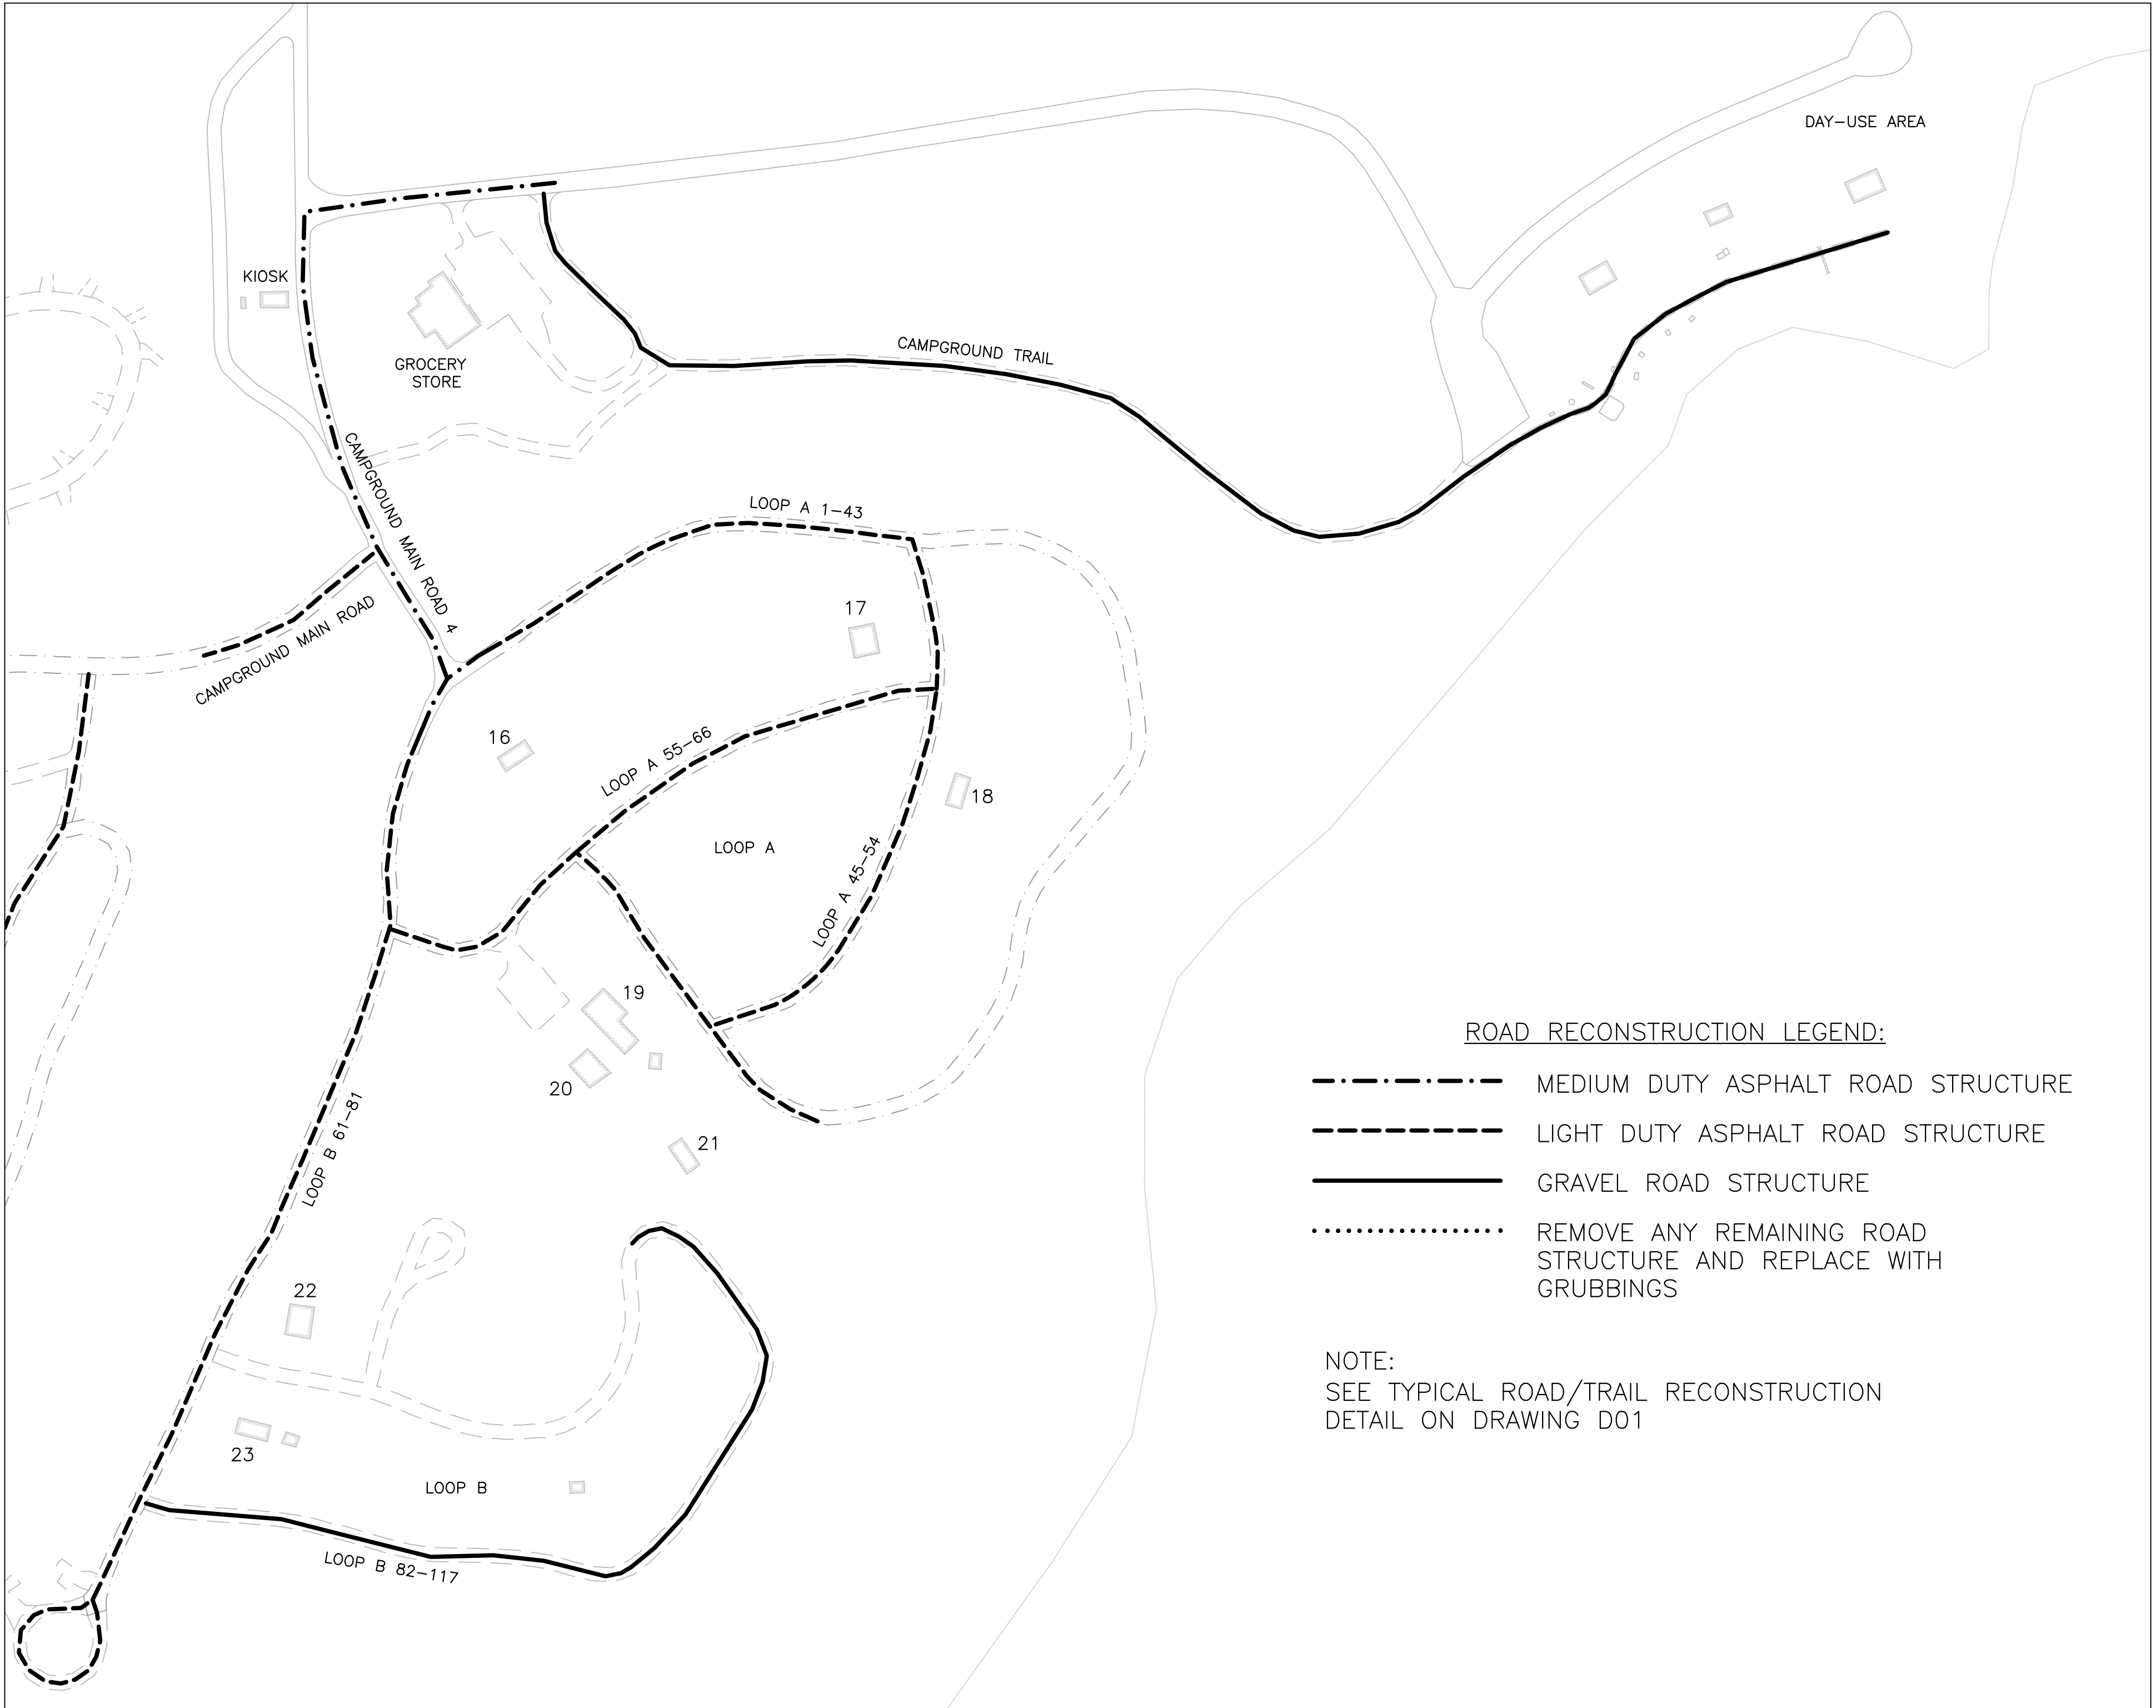 DAY-USE AREA
KIOSK
GROCERY
STORE
CAMPGROUND TRAIL
CAMPGROUND MAIN ROAD 4
LOOP A 1-43
CAMPGROUND MAIN ROAD
17
16
LOOP A 55-66
18
LOOP A
LOOP A 45-54
19
20
21
LOOP B 61-81
22
23
LOOP B
LOOP B 82-117
ROAD RECONSTRUCTION LEGEND:
MEDIUM DUTY ASPHALT ROAD STRUCTURE
LIGHT DUTY ASPHALT ROAD STRUCTURE
GRAVEL ROAD STRUCTURE
REMOVE ANY REMAINING ROAD
STRUCTURE AND REPLACE WITH
GRUBBINGS
NOTE:
SEE TYPICAL ROAD/TRAIL RECONSTRUCTION
DETAIL ON DRAWING D01